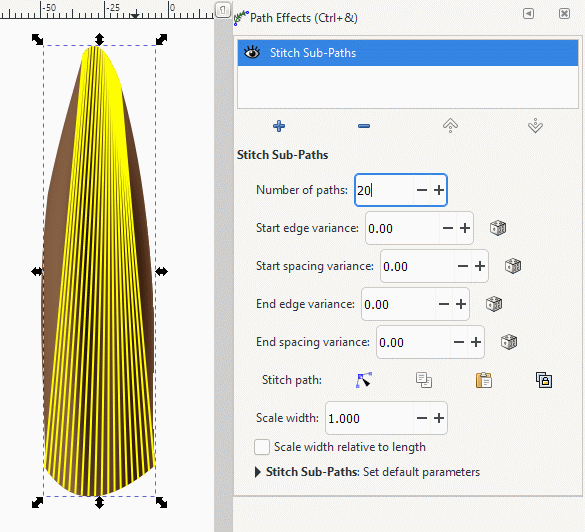 -50 -25 0
Path Effects (Ctrl+&)
Stitch Sub-Paths
Stitch Sub-Paths
Number of paths: 20
Start edge variance: 0.00
Start spacing variance: 0.00
End edge variance: 0.00
End spacing variance: 0.00
Stitch path:
Scale width: 1.000
Scale width relative to length
Stitch Sub-Paths: Set default parameters